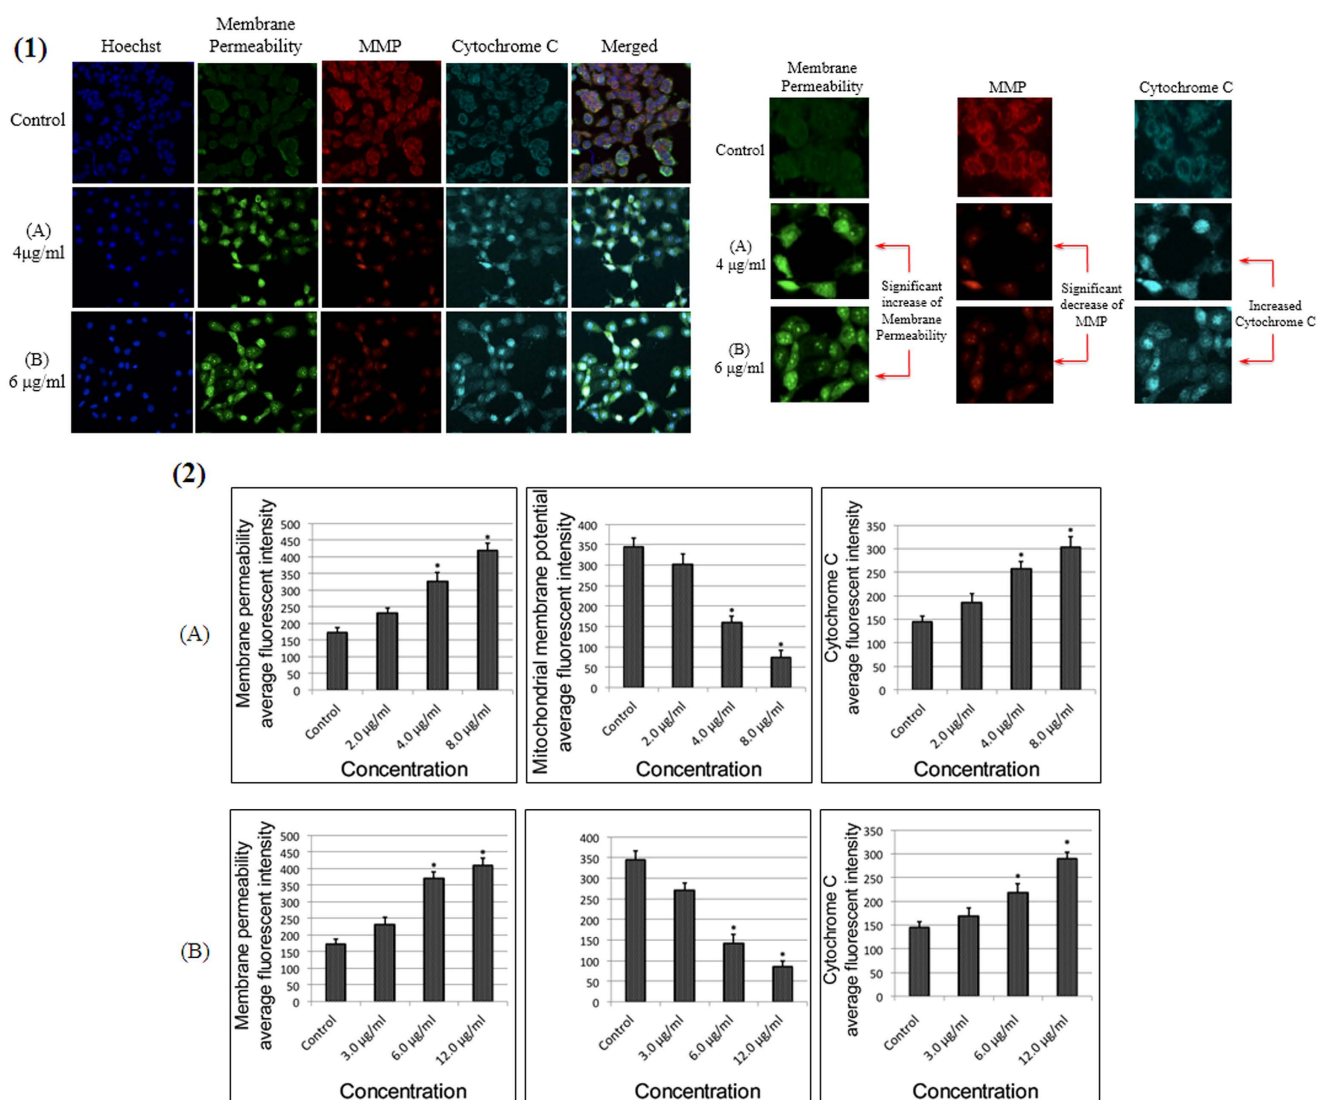 (1)
Hoechst
Membrane
Permeability
MMP
Cytochrome C
Merged
Control
(A)
4μg/ml
(B)
6 μg/ml
Membrane
Permeability
MMP
Cytochrome C
Control
(A)
4 μg/ml
(B)
6 μg/ml
Significant
increase of
Membrane
Permeability
Significant
decrease of
MMP
Increased
Cytochrome C
(2)
(A)
Membrane permeability
average fluorescent intensity
500
450
400
350
300
250
200
150
100
50
0
* *
Control
2.0 μg/ml
4.0 μg/ml
8.0 μg/ml
Concentration
Mitochondrial membrane potential
average fluorescent intensity
400
350
300
250
200
150
100
50
0
* *
Control
2.0 μg/ml
4.0 μg/ml
8.0 μg/ml
Concentration
Cytochrome C
average fluorescent intensity
350
300
250
200
150
100
50
0
* *
Control
2.0 μg/ml
4.0 μg/ml
8.0 μg/ml
Concentration
(B)
Membrane permeability
average fluorescent intensity
500
450
400
350
300
250
200
150
100
50
0
* *
Control
3.0 μg/ml
6.0 μg/ml
12.0 μg/ml
Concentration
400
350
300
250
200
150
100
50
0
* *
Control
3.0 μg/ml
6.0 μg/ml
12.0 μg/ml
Concentration
Cytochrome C
average fluorescent intensity
350
300
250
200
150
100
50
0
* *
Control
3.0 μg/ml
6.0 μg/ml
12.0 μg/ml
Concentration